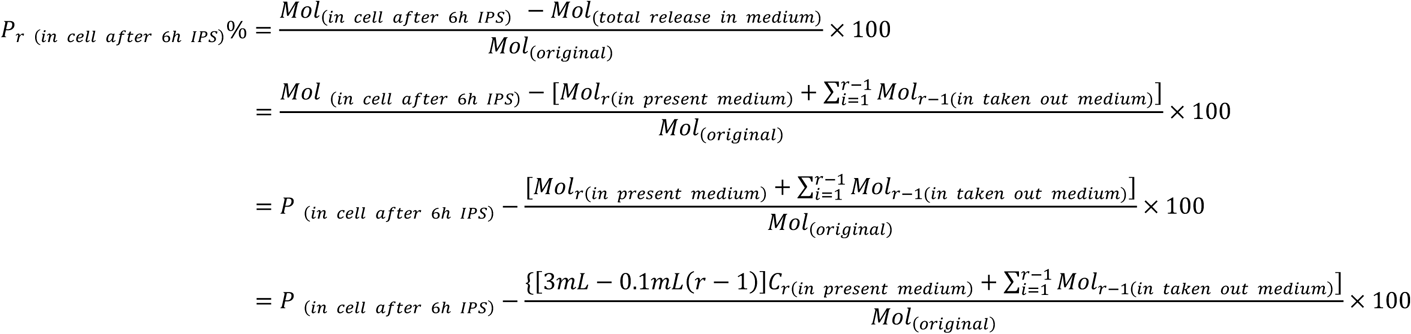 P_{r (in cell after 6h IPS)}% = \frac{Mol_{(in cell after 6h IPS)} − Mol_{(total release in medium)}}{Mol_{(original)}} × 100
= \frac{Mol_{(in cell after 6h IPS)} − [Mol_{r(in present medium)} + \sum_{i=1}^{r−1} Mol_{r−1(in taken out medium)}]}{Mol_{(original)}} × 100
= P_{(in cell after 6h IPS)} − \frac{[Mol_{r(in present medium)} + \sum_{i=1}^{r−1} Mol_{r−1(in taken out medium)}]}{Mol_{(original)}} × 100
= P_{(in cell after 6h IPS)} − \frac{{[3mL − 0.1mL(r − 1)]C_{r(in present medium)} + \sum_{i=1}^{r−1} Mol_{r−1(in taken out medium)}]}{Mol_{(original)}} × 100